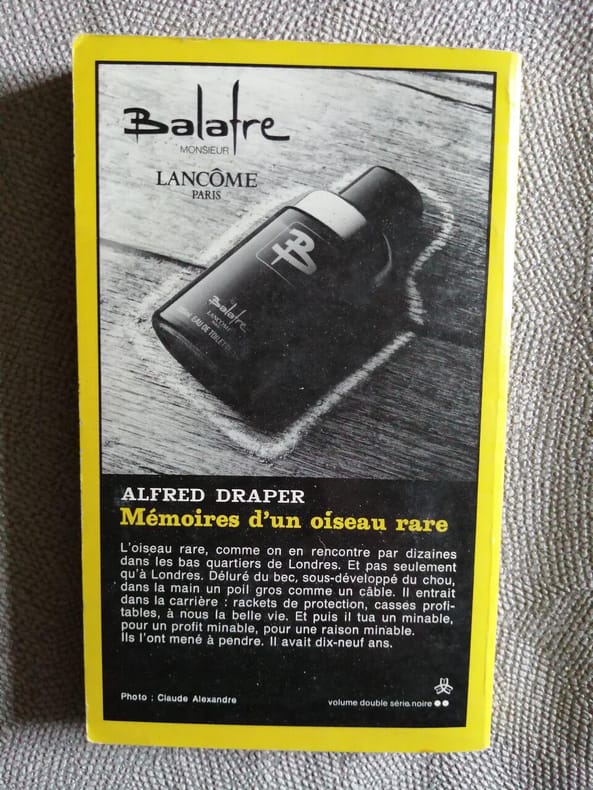 Balafre
MONSIEUR
LANCÔME
PARIS
B
Balafre
LANCÔME
EAU DE TOILETTE
ALFRED DRAPER
Mémoires d'un oiseau rare
L'oiseau rare, comme on en rencontre par dizaines
dans les bas quartiers de Londres. Et pas seulement
qu'à Londres. Déluré du bec, sous-développé du chou,
dans la main un poil gros comme un câble. Il entrait
dans la carrière : rackets de protection, casses profi-
tables, à nous la belle vie. Et puis il tua un minable,
pour un profit minable, pour une raison minable.
Ils l'ont mené à pendre. Il avait dix-neuf ans.
Photo : Claude Alexandre
volume double série noire